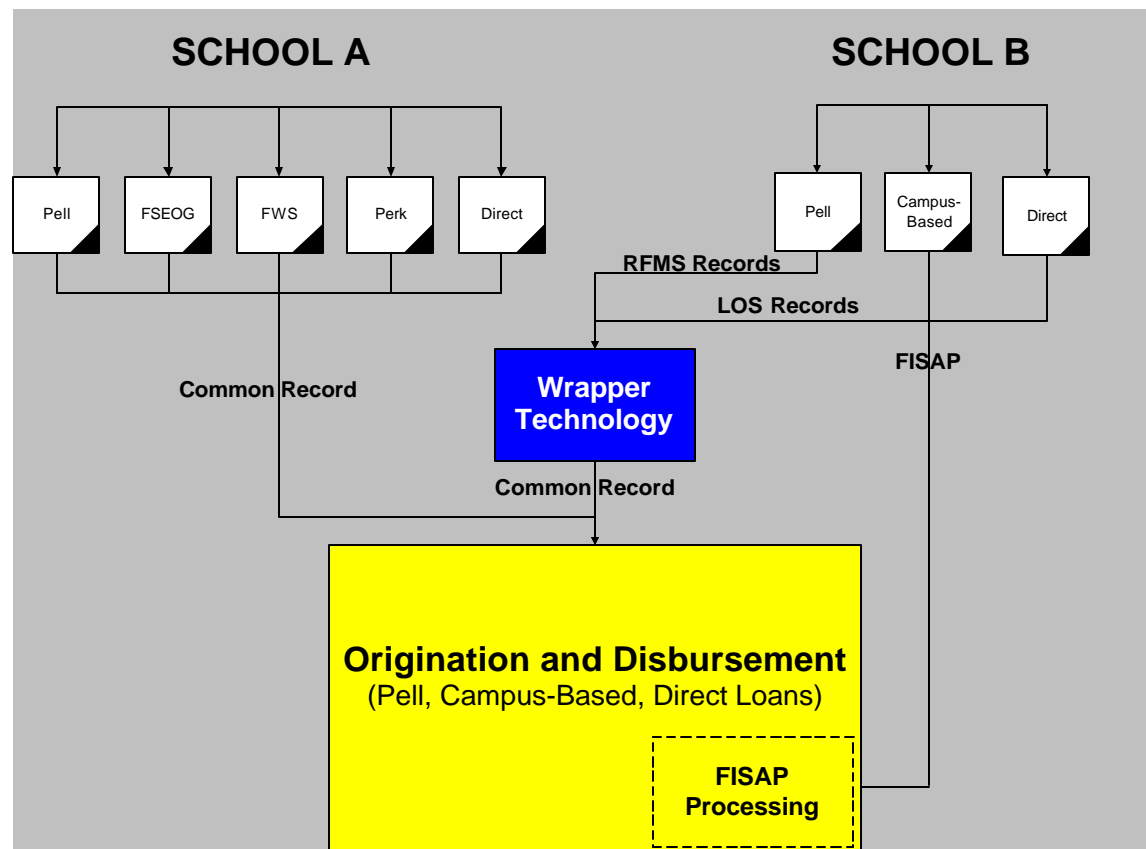 SCHOOL A
SCHOOL B
Pell
FSEOG
FWS
Perk
Direct
Pell
Campus-
Based
Direct
RFMS Records
LOS Records
FISAP
Common Record
Wrapper
Technology
Common Record
Origination and Disbursement
(Pell, Campus-Based, Direct Loans)
FISAP
Processing